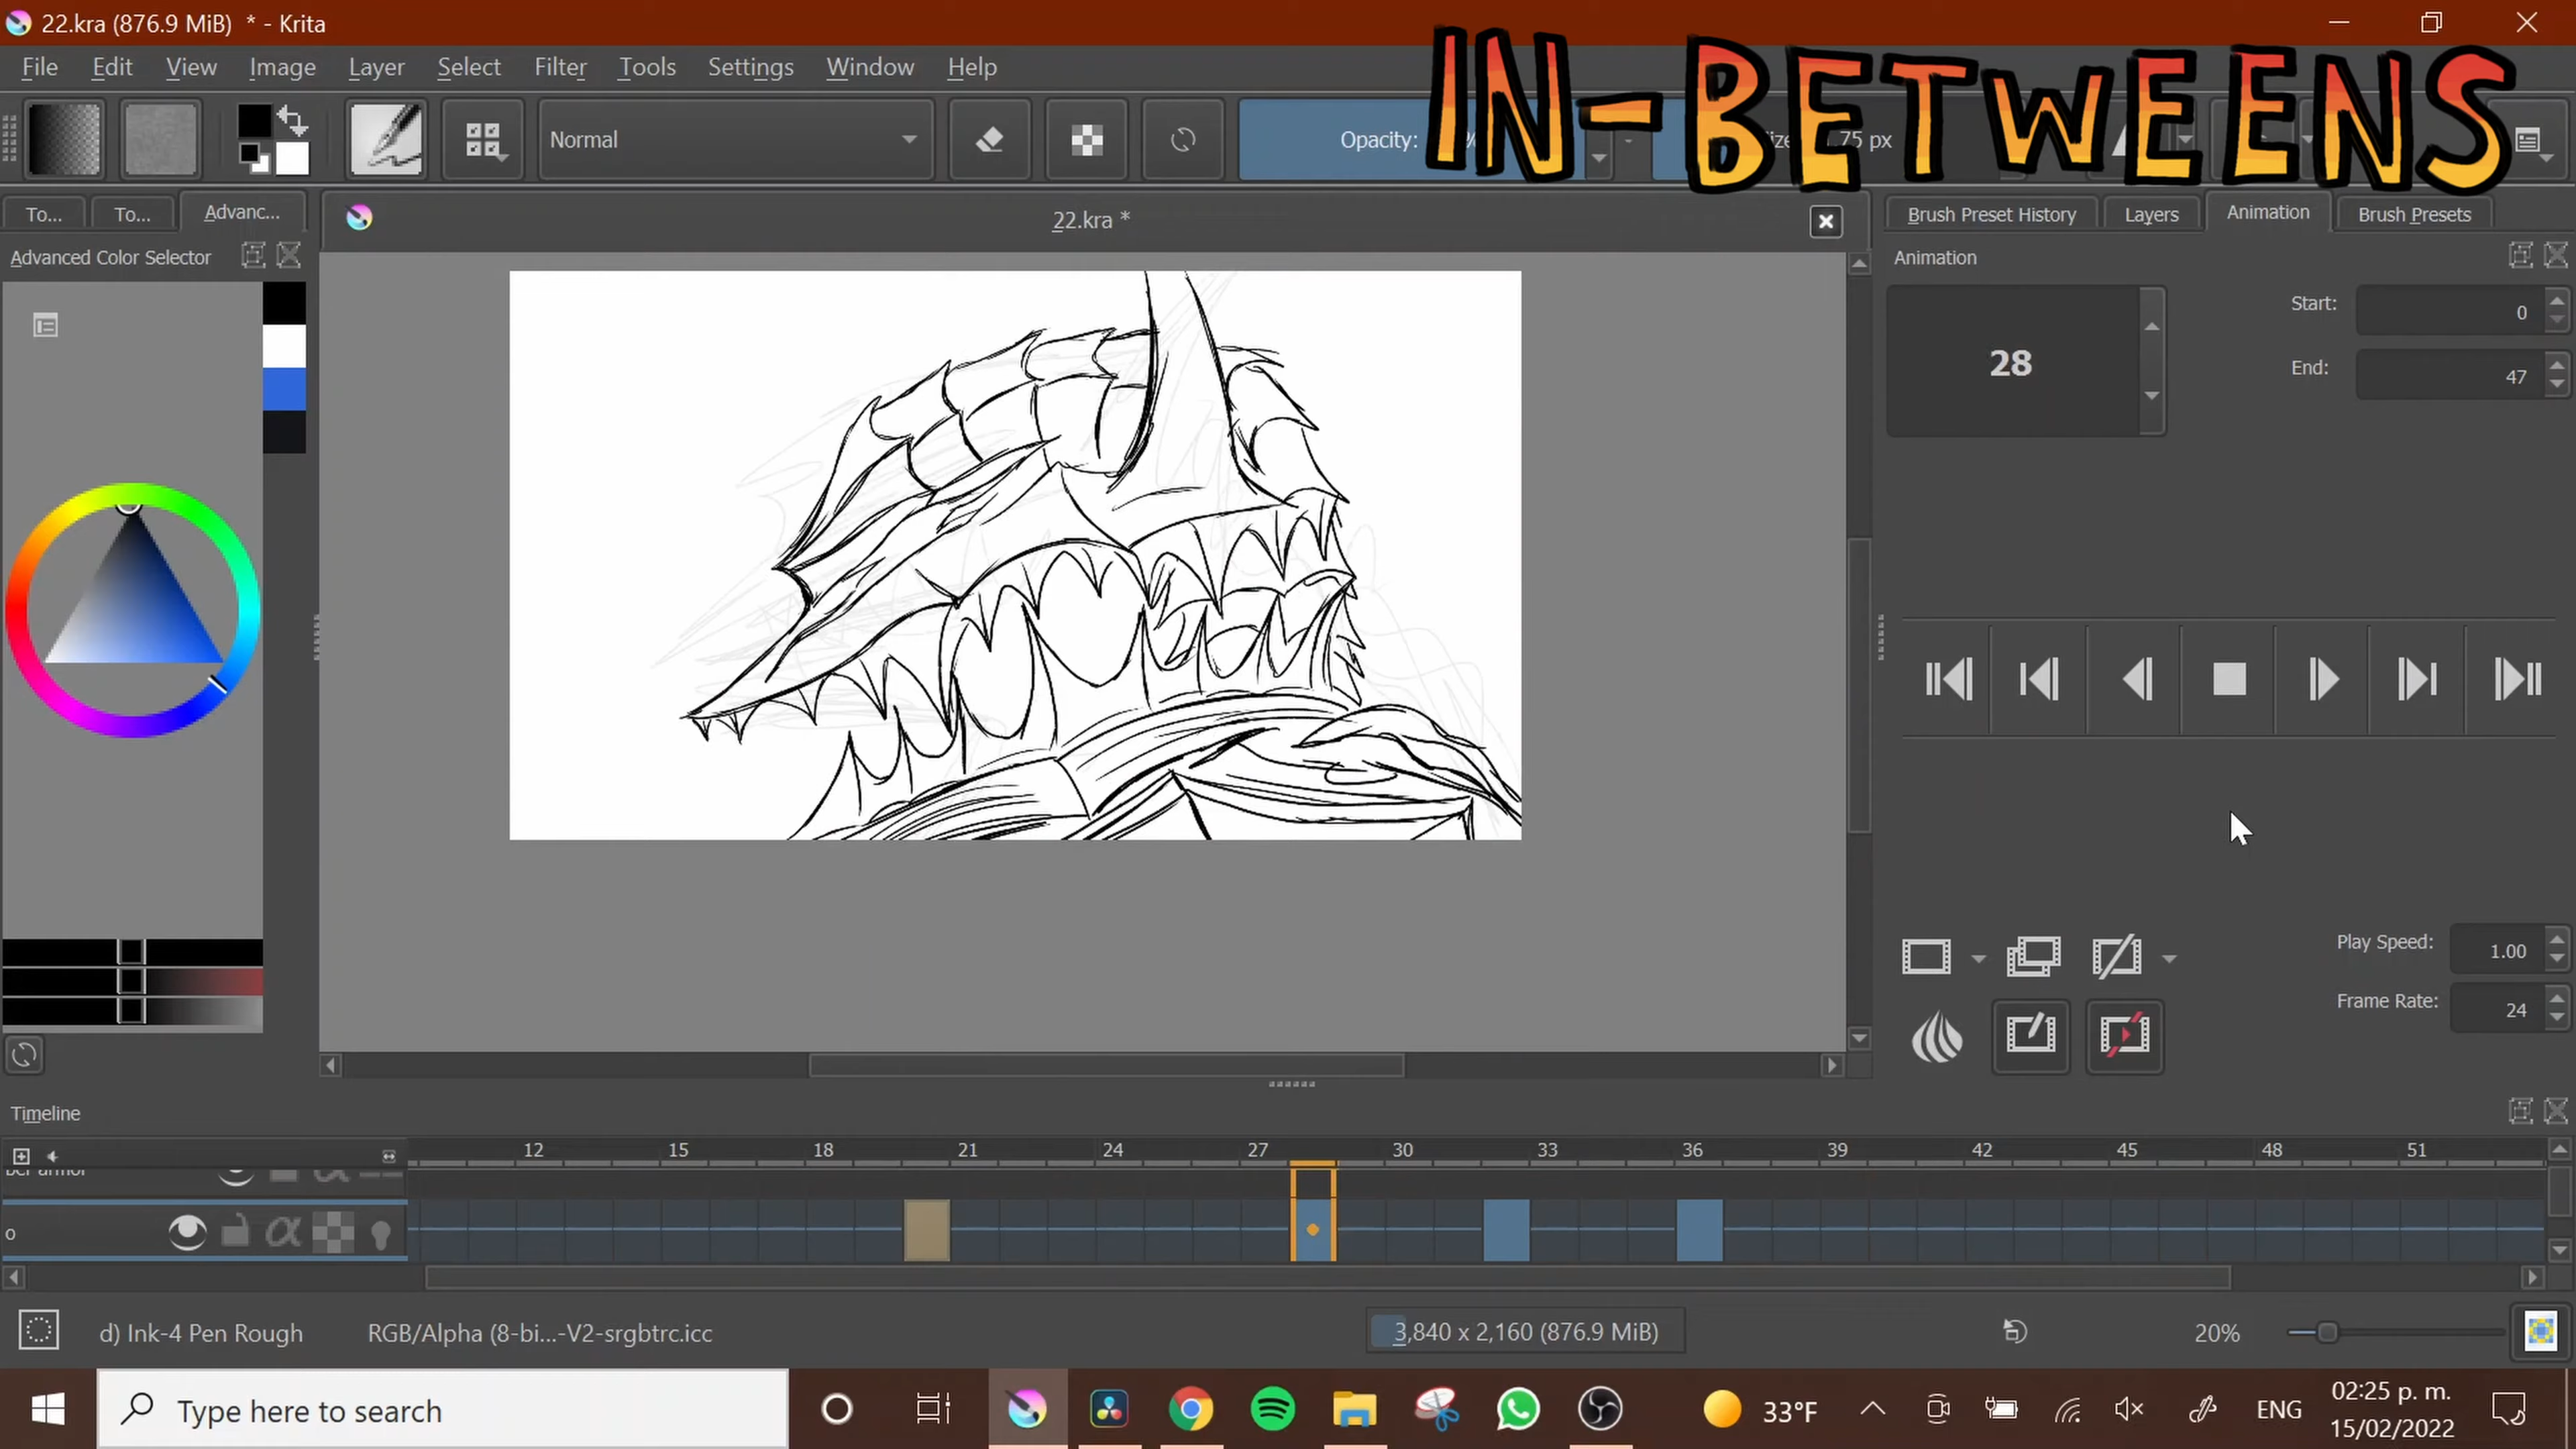 22.kra (876.9 MiB) * - Krita
IN-BETWEENS
File Edit View Image Layer Select Filter Tools Settings Window Help
Normal
Opacity:
75 px
To...
To...
Advanc...
22.kra *
Brush Preset History
Layers
Animation
Brush Presets
Advanced Color Selector
Animation
28
Start: 0
End: 47
Play Speed: 1.00
Frame Rate: 24
Timeline
12 15 18 21 24 27 30 33 36 39 42 45 48 51
ber armor
o
d) Ink-4 Pen Rough
RGB/Alpha (8-bi...-V2-srgbtrc.icc
3,840 x 2,160 (876.9 MiB)
20%
Type here to search
33°F
ENG
02:25 p. m.
15/02/2022